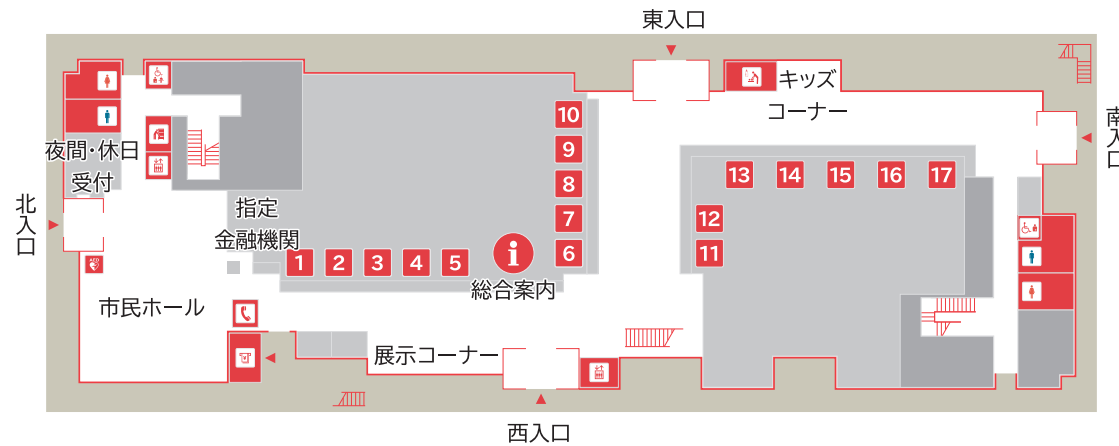 東入口
キッズ
コーナー
南入口
10
9
8
7
6
13
14
15
16
17
12
11
夜間・休日
受付
北入口
指定
金融機関
1
2
3
4
5
i
総合案内
AED
市民ホール
展示コーナー
西入口